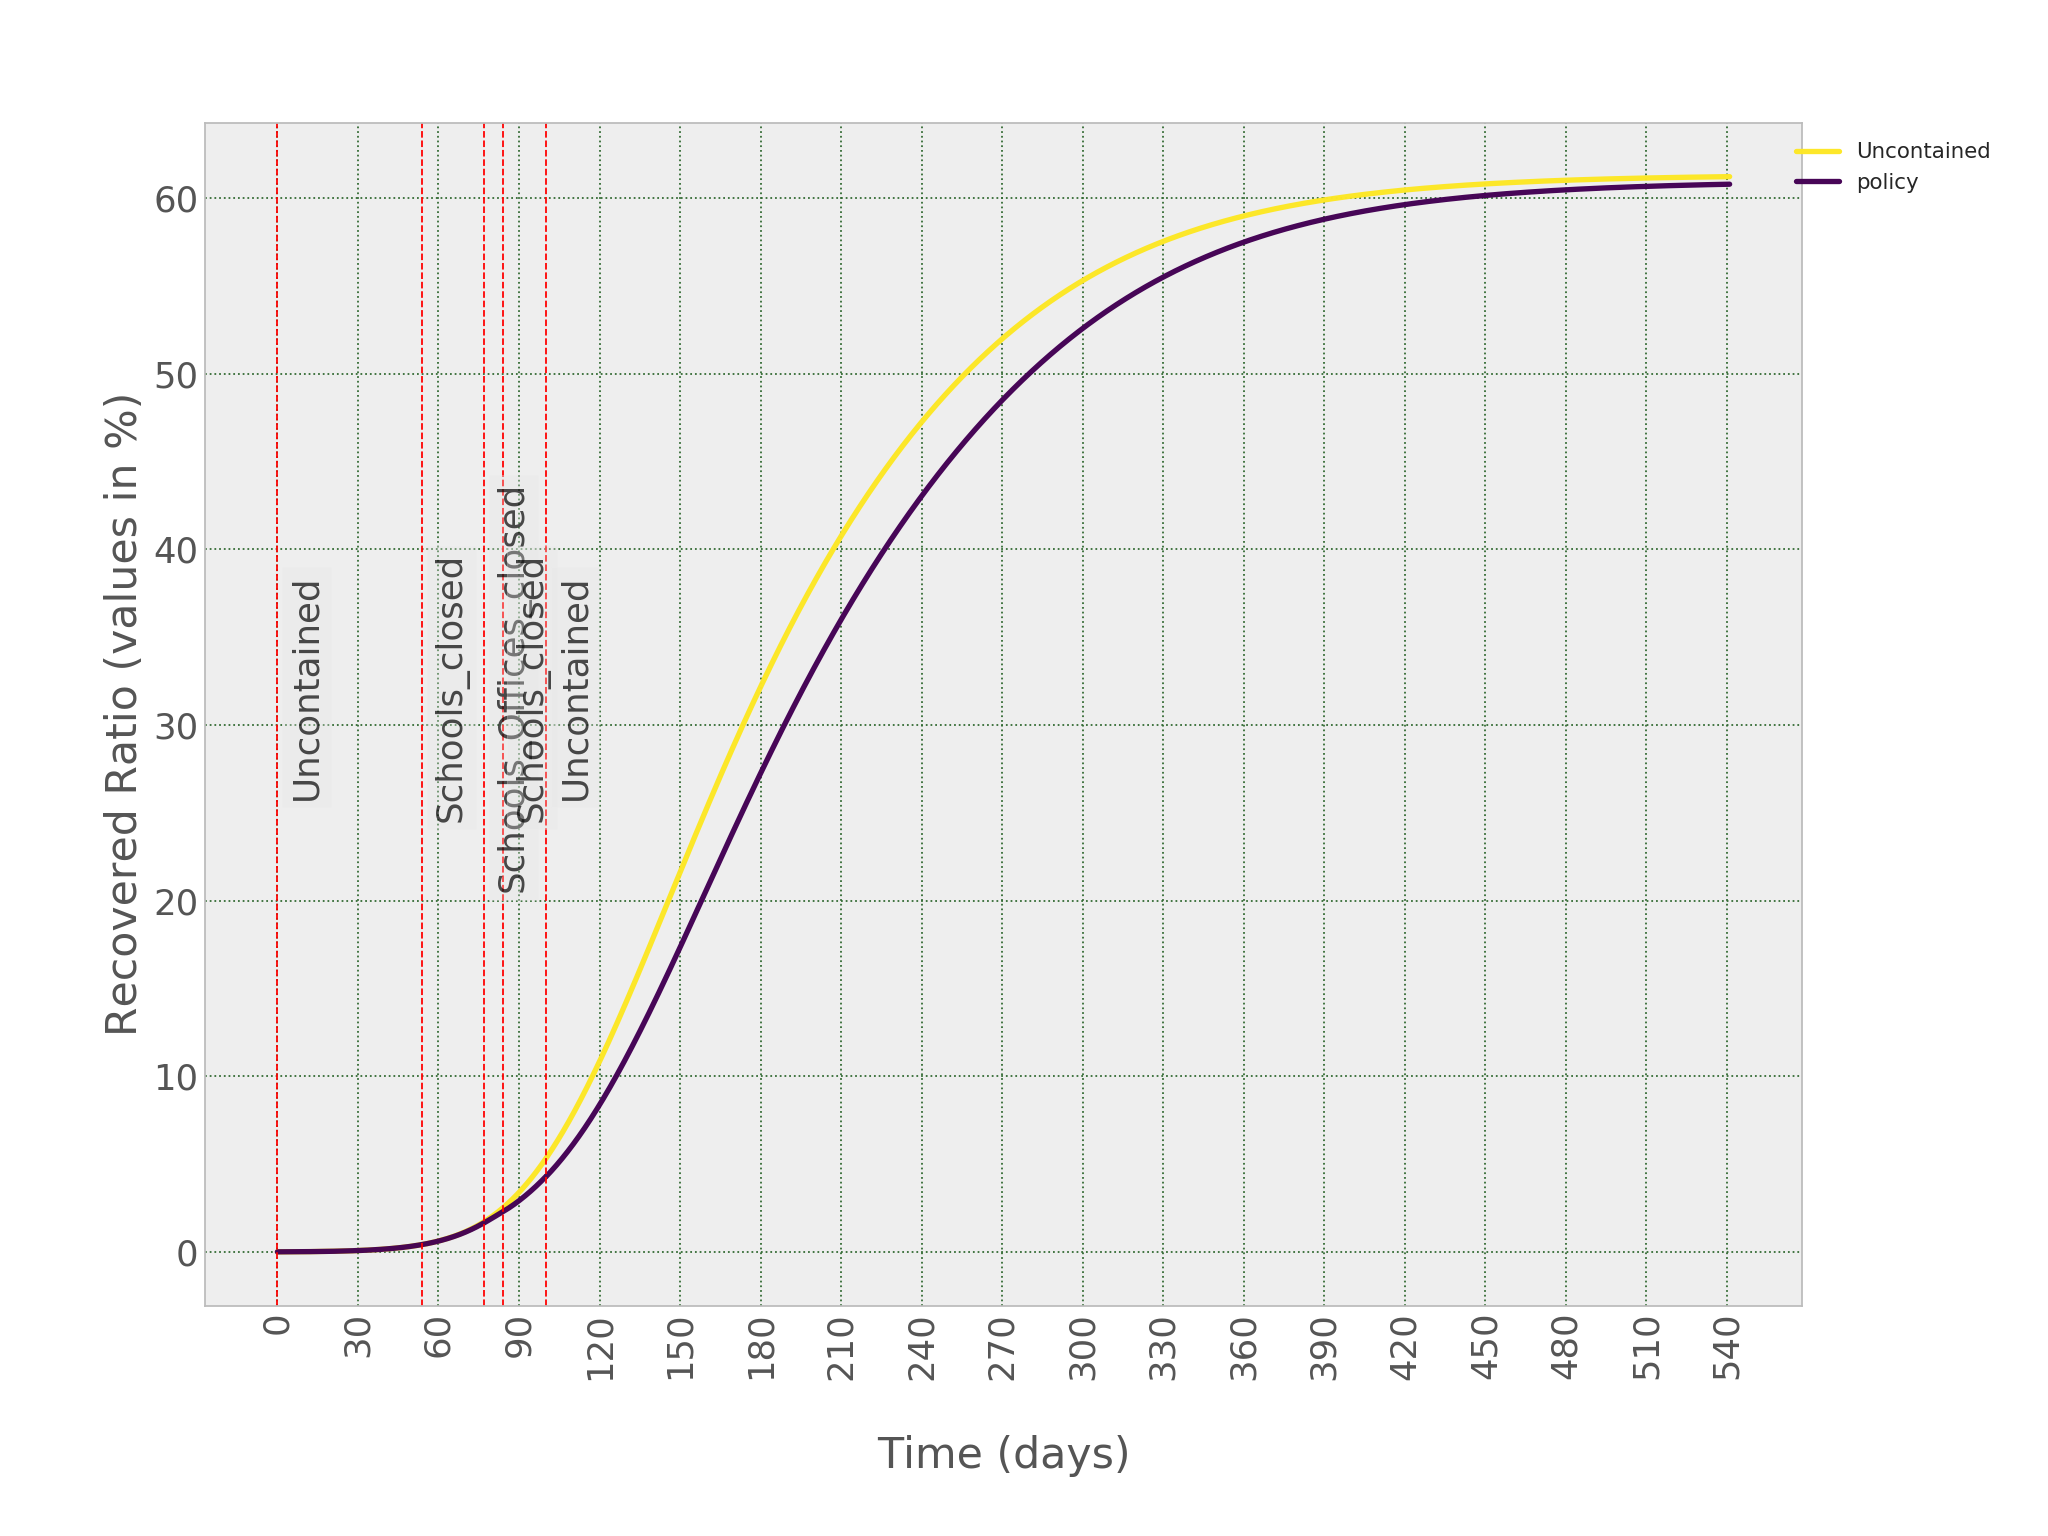 Uncontained
policy
Recovered Ratio (values in %)
60
50
40
30
20
10
0
Uncontained
Schools_closed
Schools_Offices_closed
Schools_closed
Uncontained
0
30
60
90
120
150
180
210
240
270
300
330
360
390
420
450
480
510
540
Time (days)